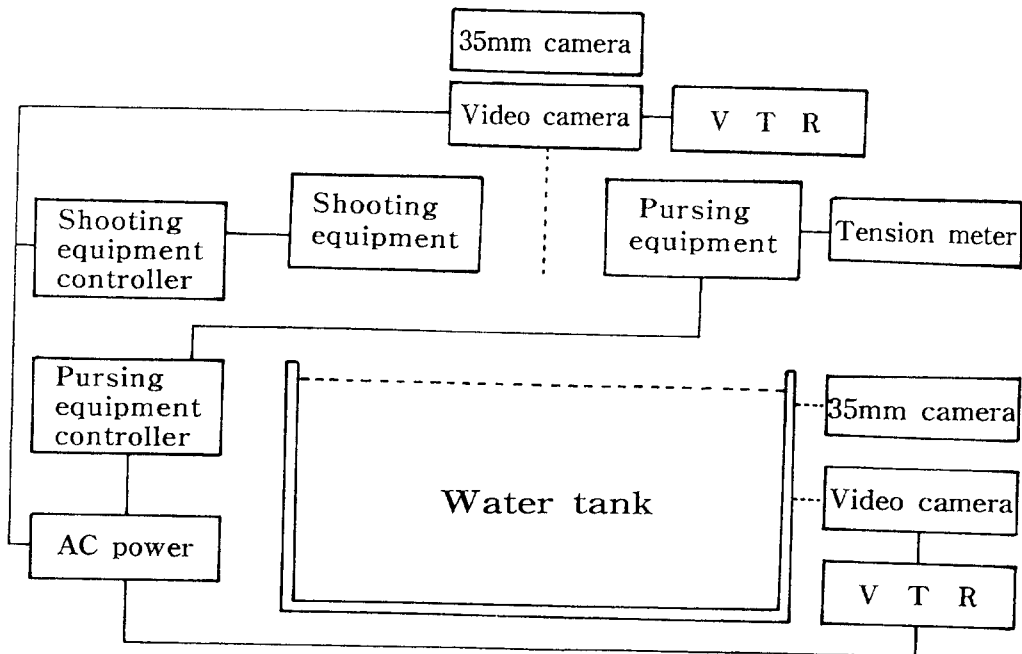 35mm camera
Video camera
V T R
Shooting
equipment
controller
Shooting
equipment
Pursing
equipment
Tension meter
Pursing
equipment
controller
35mm camera
Water tank
Video camera
AC power
V T R